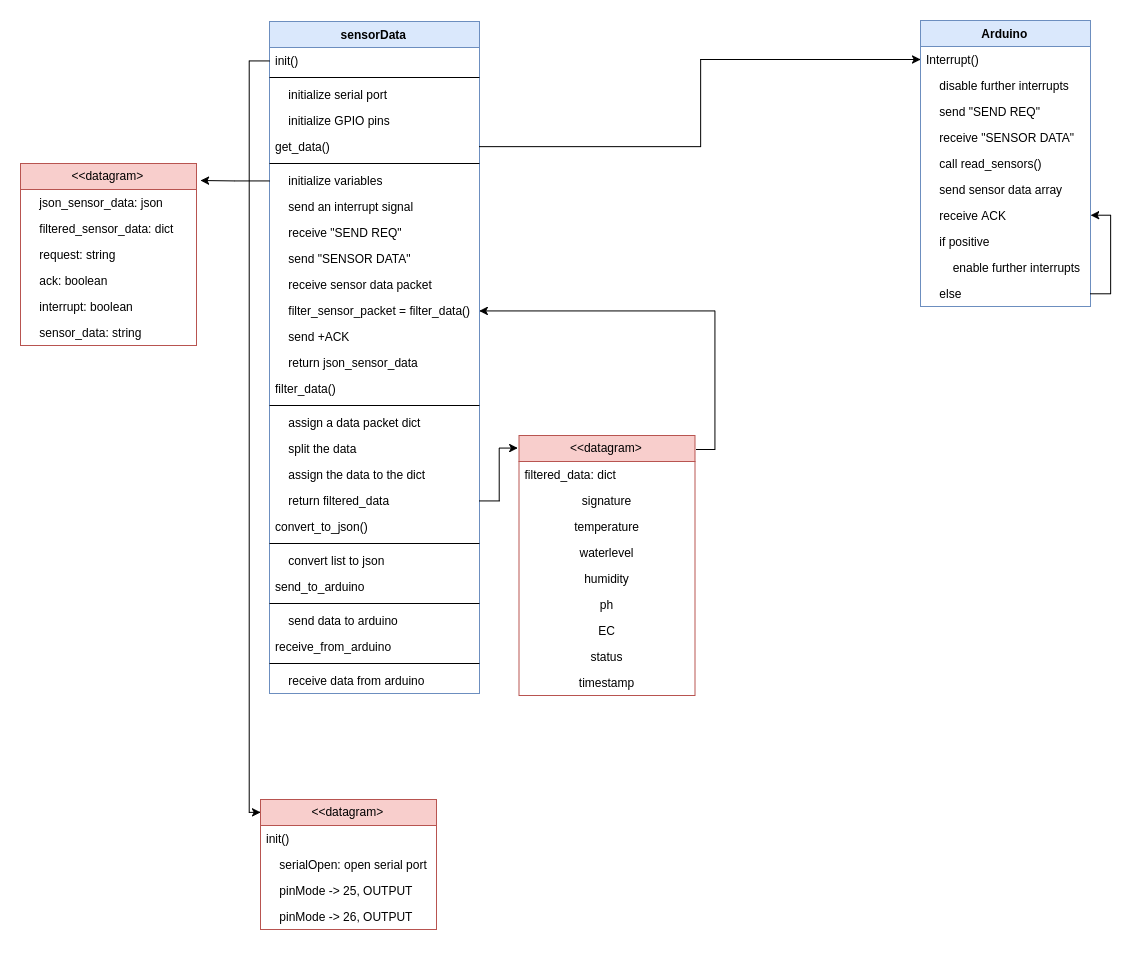 sensorData
init()
initialize serial port
initialize GPIO pins
get_data()
initialize variables
send an interrupt signal
receive "SEND REQ"
send "SENSOR DATA"
receive sensor data packet
filter_sensor_packet = filter_data()
send +ACK
return json_sensor_data
filter_data()
assign a data packet dict
split the data
assign the data to the dict
return filtered_data
convert_to_json()
convert list to json
send_to_arduino
send data to arduino
receive_from_arduino
receive data from arduino
Arduino
Interrupt()
disable further interrupts
send "SEND REQ"
receive "SENSOR DATA"
call read_sensors()
send sensor data array
receive ACK
if positive
enable further interrupts
else
<<datagram>>
json_sensor_data: json
filtered_sensor_data: dict
request: string
ack: boolean
interrupt: boolean
sensor_data: string
<<datagram>>
filtered_data: dict
signature
temperature
waterlevel
humidity
ph
EC
status
timestamp
<<datagram>>
init()
serialOpen: open serial port
pinMode -> 25, OUTPUT
pinMode -> 26, OUTPUT